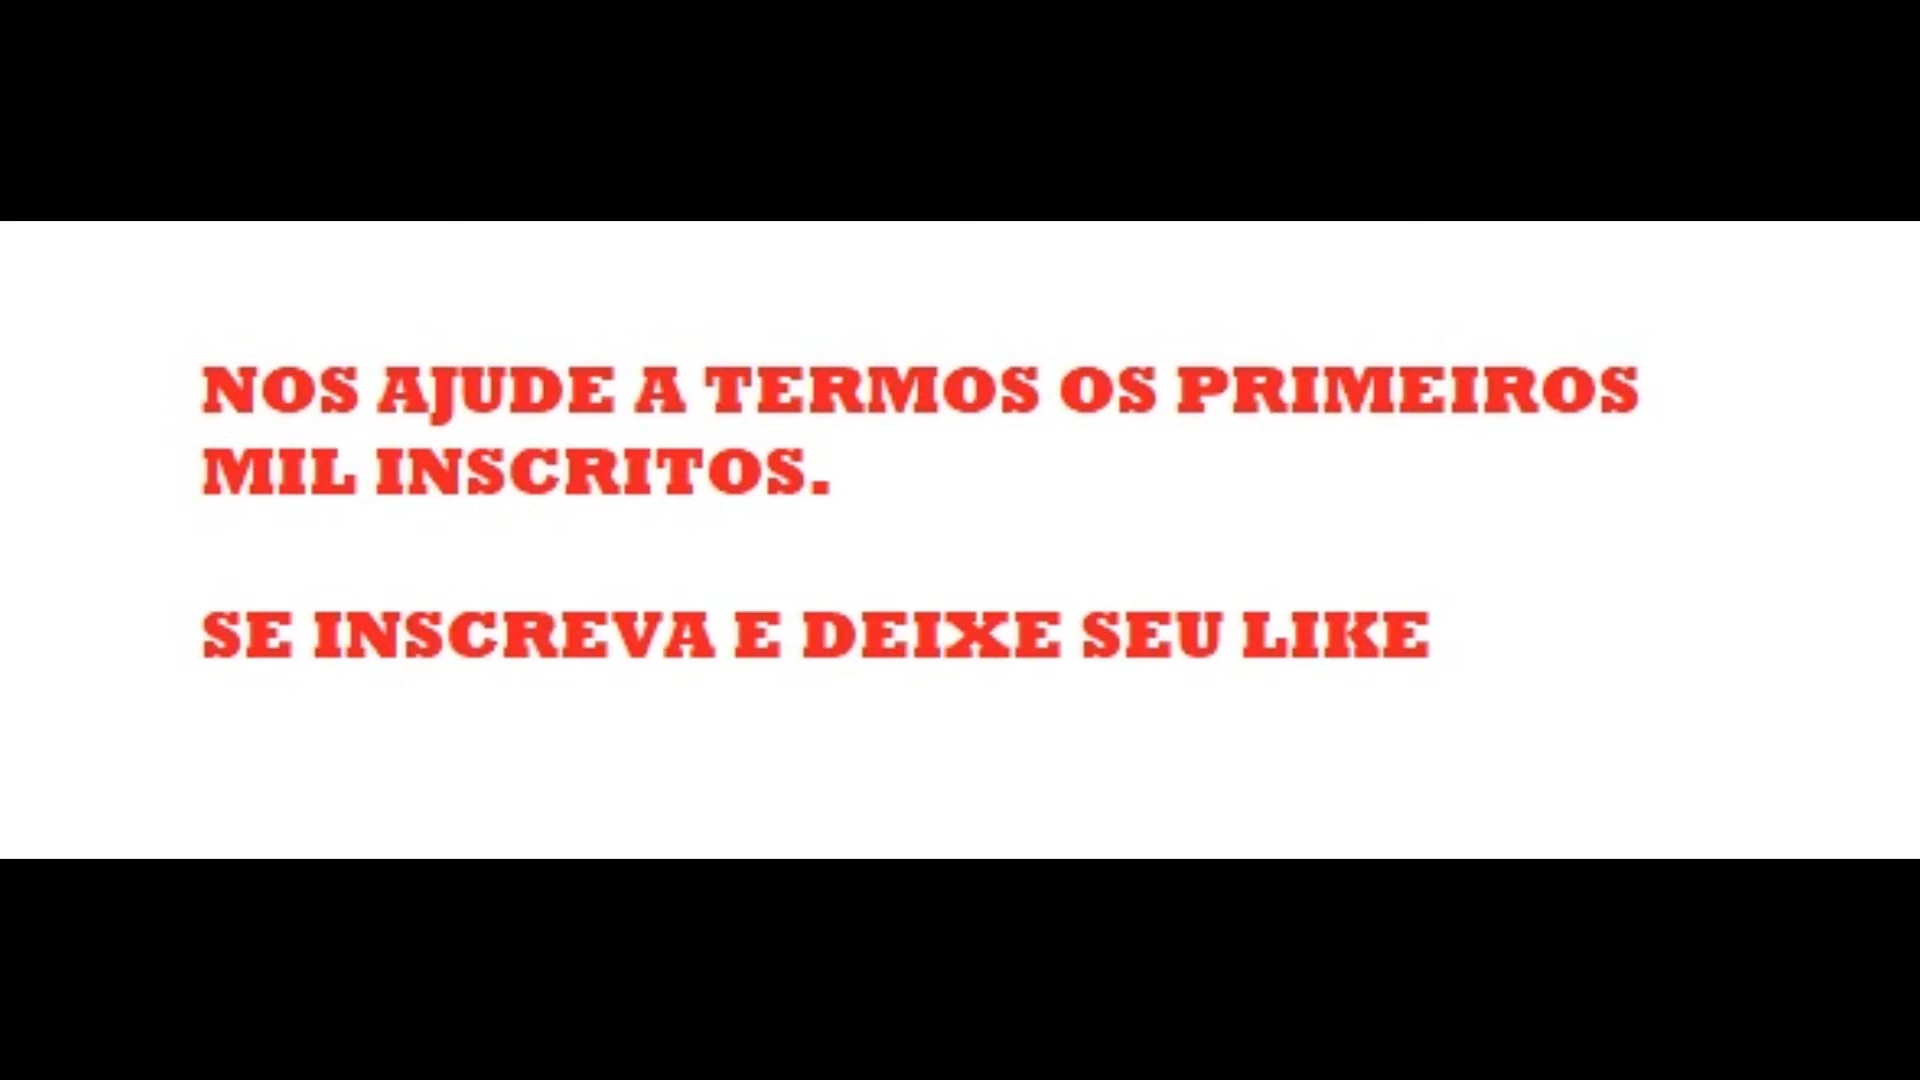 NOS AJUDE A TERMOS OS PRIMEIROS
MIL INSCRITOS.
SE INSCREVA E DEIXE SEU LIKE